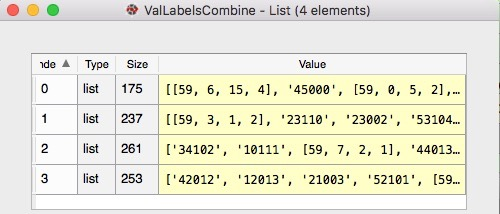 ValLabelsCombine - List (4 elements)
nde Type Size Value
0 list 175 [[59, 6, 15, 4], '45000', [59, 0, 5, 2],…
1 list 237 [[59, 3, 1, 2], '23110', '23002', '53104…
2 list 261 ['34102', '10111', [59, 7, 2, 1], '44013…
3 list 253 ['42012', '12013', '21003', '52101', [59…